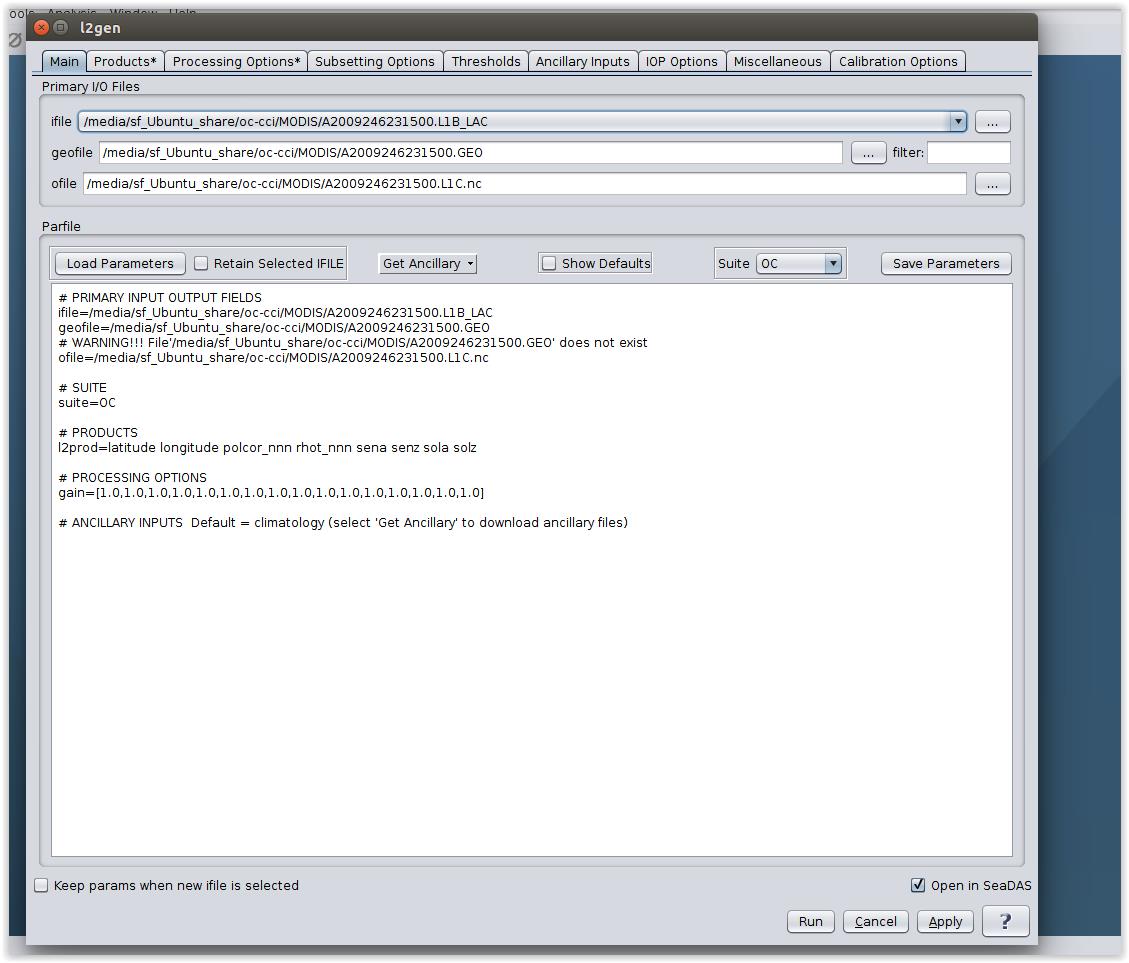 l2gen
Main Products* Processing Options* Subsetting Options Thresholds Ancillary Inputs IOP Options Miscellaneous Calibration Options
Primary I/O Files
ifile /media/sf_Ubuntu_share/oc-cci/MODIS/A2009246231500.L1B_LAC ...
geofile /media/sf_Ubuntu_share/oc-cci/MODIS/A2009246231500.GEO ... filter:
ofile /media/sf_Ubuntu_share/oc-cci/MODIS/A2009246231500.L1C.nc ...
Parfile
Load Parameters Retain Selected IFILE Get Ancillary Show Defaults Suite OC Save Parameters
# PRIMARY INPUT OUTPUT FIELDS
ifile=/media/sf_Ubuntu_share/oc-cci/MODIS/A2009246231500.L1B_LAC
geofile=/media/sf_Ubuntu_share/oc-cci/MODIS/A2009246231500.GEO
# WARNING!!! File'/media/sf_Ubuntu_share/oc-cci/MODIS/A2009246231500.GEO' does not exist
ofile=/media/sf_Ubuntu_share/oc-cci/MODIS/A2009246231500.L1C.nc
# SUITE
suite=OC
# PRODUCTS
l2prod=latitude longitude polcor_nnn rhot_nnn sena senz sola solz
# PROCESSING OPTIONS
gain=[1.0,1.0,1.0,1.0,1.0,1.0,1.0,1.0,1.0,1.0,1.0,1.0,1.0,1.0,1.0,1.0]
# ANCILLARY INPUTS  Default = climatology (select 'Get Ancillary' to download ancillary files)
Keep params when new ifile is selected Open in SeaDAS
Run Cancel Apply ?